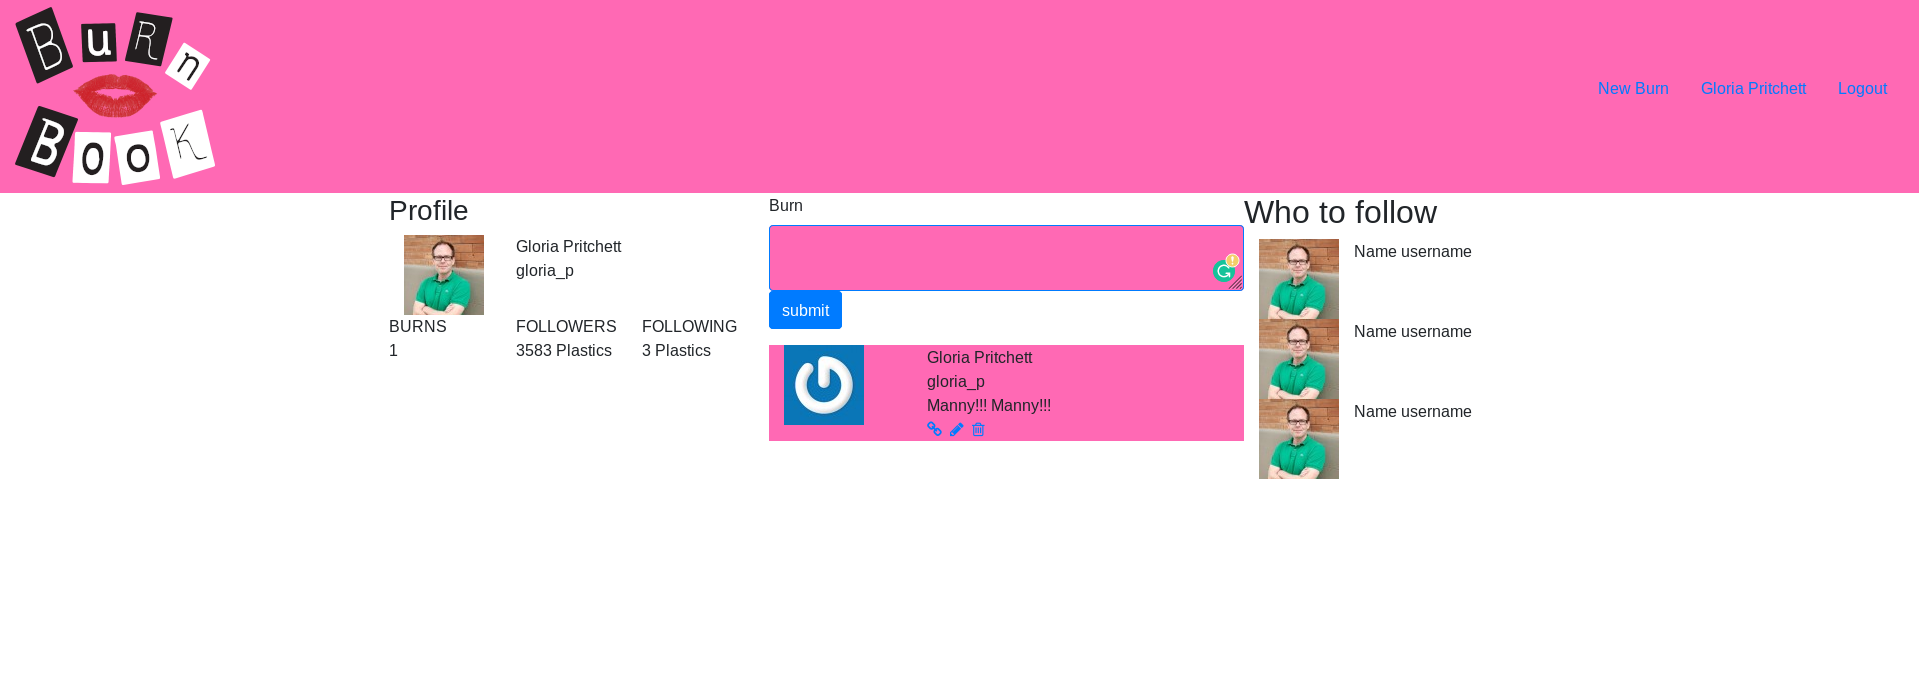 BuRn
BooK
New Burn Gloria Pritchett Logout
Profile
Gloria Pritchett
gloria_p
BURNS FOLLOWERS FOLLOWING
1 3583 Plastics 3 Plastics
Burn
submit
Gloria Pritchett
gloria_p
Manny!!! Manny!!!
Who to follow
Name username
Name username
Name username